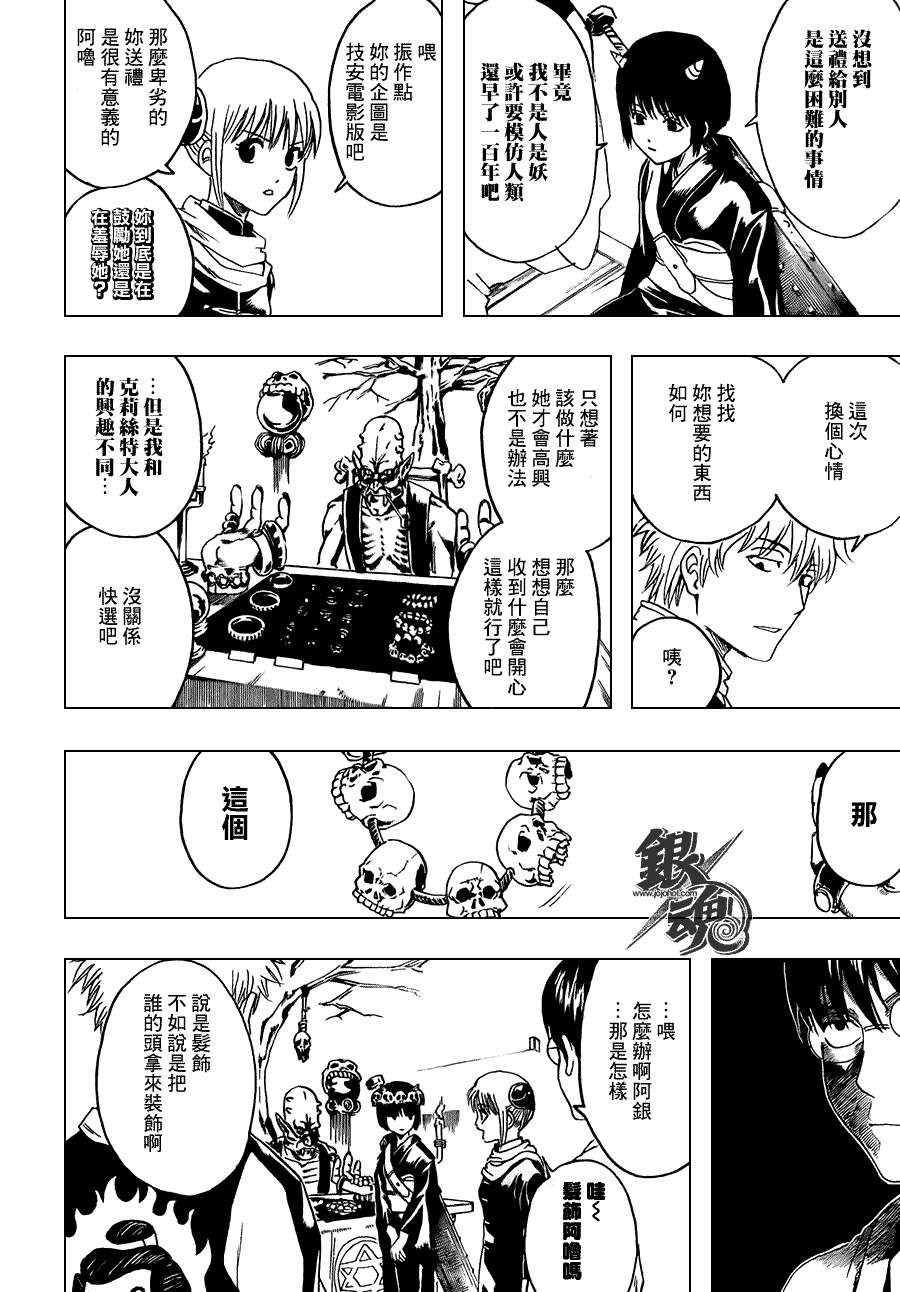 沒想到
送禮給別人
是這麼困難的事情
畢竟
我不是人是妖
或許要模仿人類
還早了一百年吧
喂
振作點
妳的企圖是
技安電影版吧
那麼卑劣的
妳送禮
是很有意義的
阿嚕
妳到底是在
鼓勵她還是
在羞辱她?
這次
換個心情
找找
妳想要的東西
如何
咦?
只想著
該做什麼
她才會高興
也不是辦法
那麼
想想自己
收到什麼會開心
這樣就行了吧
…但是我和
克莉絲特大人
的興趣不同…
沒關係
快選吧
那
這個
銀魂
www.jojohot.com
…喂
怎麼辦啊阿銀
…那是怎樣
哇~
髮飾阿嚕嗎
說是髮飾
不如說是把
誰的頭拿來裝飾啊